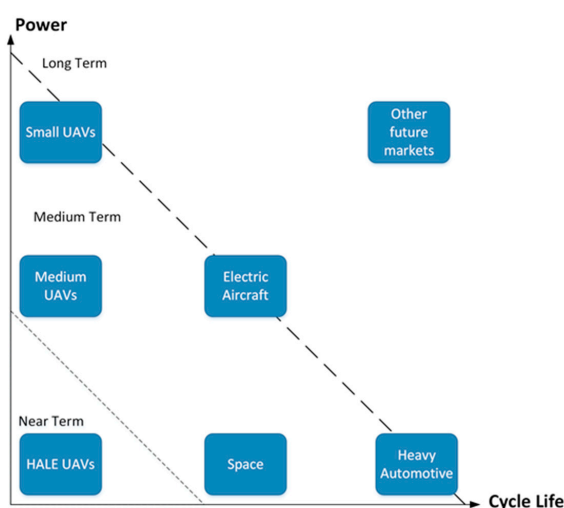 Power
Long Term
Small UAVs
Other
future
markets
Medium Term
Medium
UAVs
Electric
Aircraft
Near Term
HALE UAVs
Space
Heavy
Automotive
Cycle Life